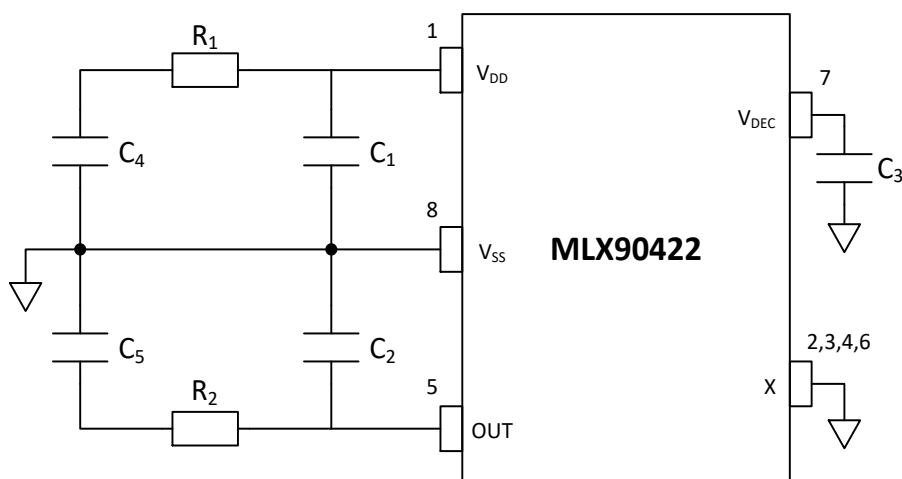 R1
1
VDD
7
VDEC
C4
C1
C3
8
VSS
MLX90422
C5
C2
2,3,4,6
X
R2
5
OUT